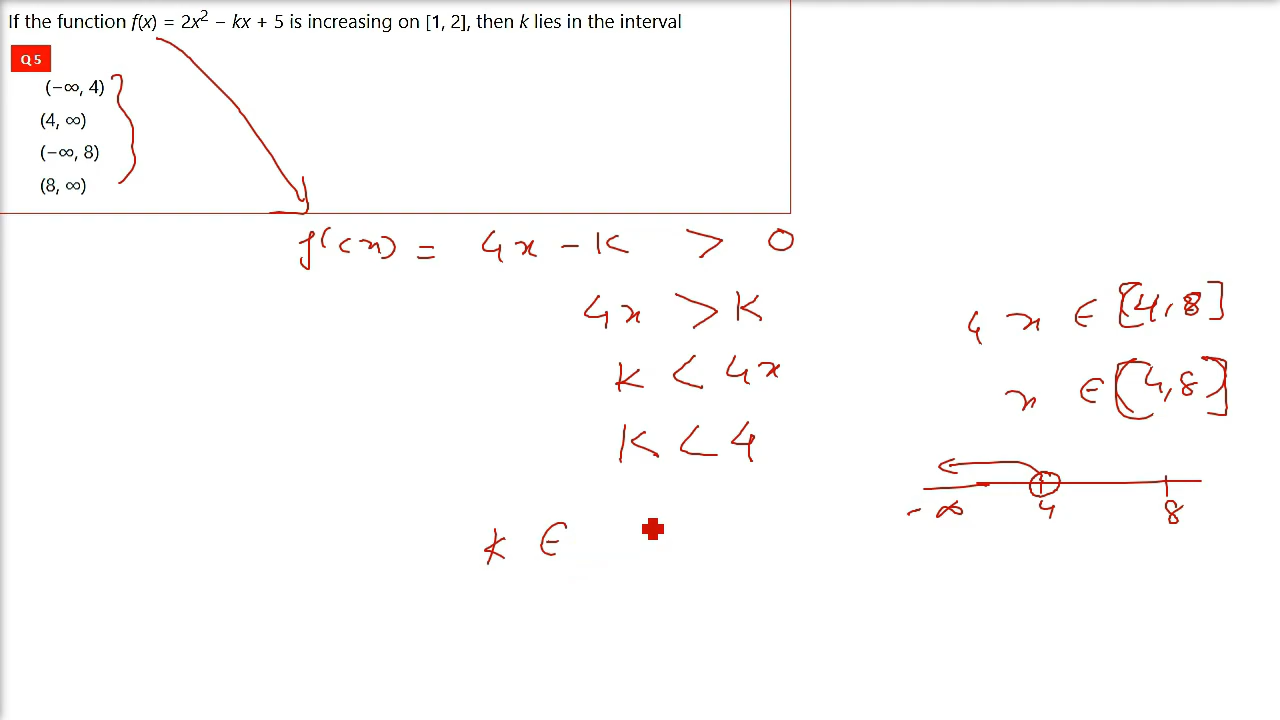 If the function f(x) = 2x² − kx + 5 is increasing on [1, 2], then k lies in the interval
Q 5
(−∞, 4)
(4, ∞)
(−∞, 8)
(8, ∞)
f'(x) = 4x − K > 0
4x > K
K < 4x
K < 4
k ∈
4x ∈ [4, 8]
x ∈ [4, 8]
-∞ 4 8